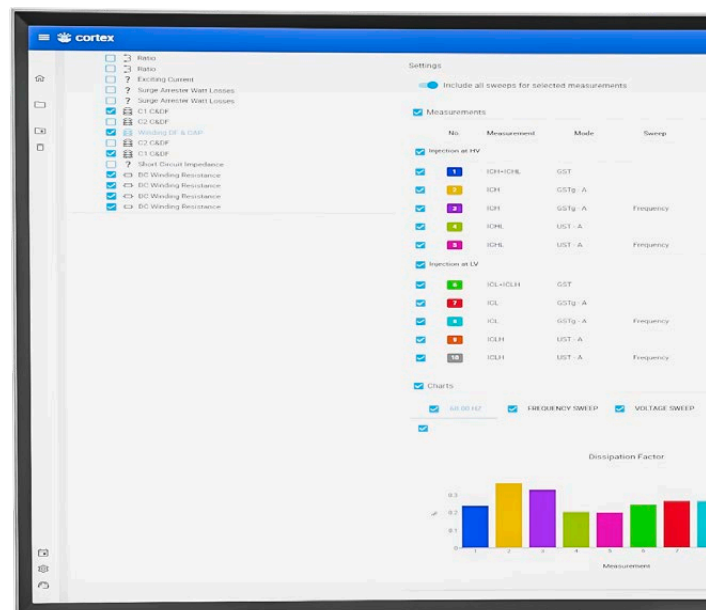 cortex
Ratio
Ratio
? Exciting Current
? Surge Arrester Watt Losses
? Surge Arrester Watt Losses
C1 C&DF
C2 C&DF
Winding DF & CAP
C2 C&DF
C1 C&DF
? Short Circuit Impedance
DC Winding Resistance
DC Winding Resistance
DC Winding Resistance
DC Winding Resistance
Settings
Include all sweeps for selected measurements
Measurements
No. Measurement Mode Sweep
Injection at HV
1 ICH+ICHL GST
2 ICH GSTg - A
3 ICH GSTg - A Frequency
4 ICHL UST - A
5 ICHL UST - A Frequency
Injection at LV
6 ICL+ICLH GST
7 ICL GSTg - A
8 ICL GSTg - A Frequency
9 ICLH UST - A
10 ICLH UST - A Frequency
Charts
60.00 HZ FREQUENCY SWEEP VOLTAGE SWEEP
Dissipation Factor
%
0.3
0.2
0.1
0
1 2 3 4 5 6 7
Measurement